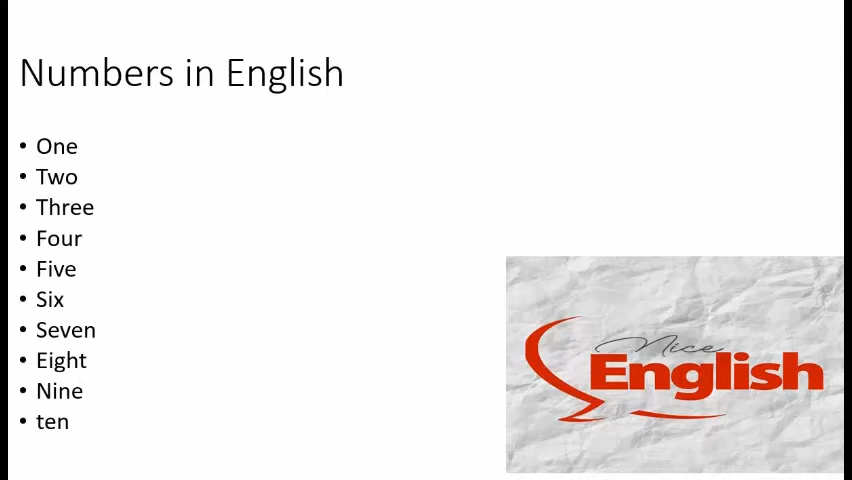 Numbers in English
• One
• Two
• Three
• Four
• Five
• Six
• Seven
• Eight
• Nine
• ten
Nice
English